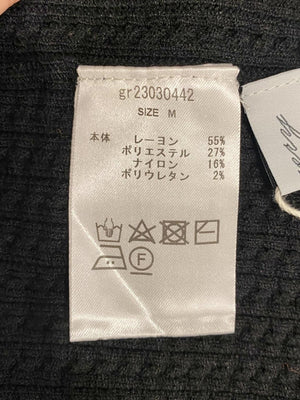 gr23030442
SIZE M
本体 レーヨン 55%
ポリエステル 27%
ナイロン 16%
ポリウレタン 2%
F